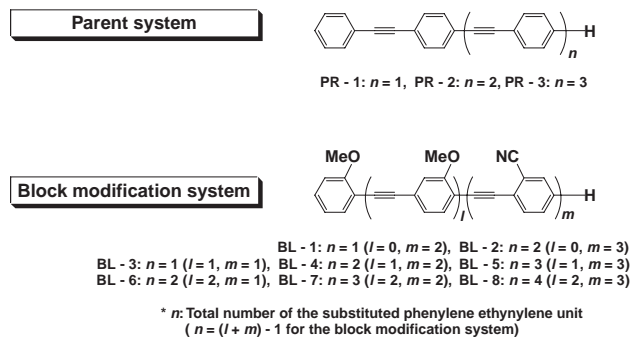 Parent system
H
n
PR - 1: n = 1, PR - 2: n = 2, PR - 3: n = 3
MeO MeO NC
Block modification system
H
l m
BL - 1: n = 1 (l = 0, m = 2), BL - 2: n = 2 (l = 0, m = 3)
BL - 3: n = 1 (l = 1, m = 1), BL - 4: n = 2 (l = 1, m = 2), BL - 5: n = 3 (l = 1, m = 3)
BL - 6: n = 2 (l = 2, m = 1), BL - 7: n = 3 (l = 2, m = 2), BL - 8: n = 4 (l = 2, m = 3)
* n: Total number of the substituted phenylene ethynylene unit
( n = (l + m) - 1 for the block modification system)